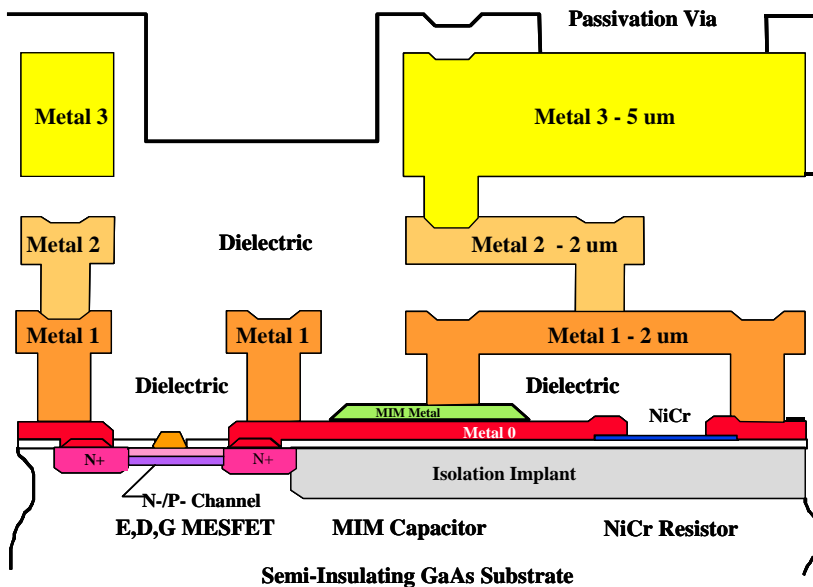 Passivation Via
Metal 3
Metal 3 - 5 um
Metal 2
Dielectric
Metal 2 - 2 um
Metal 1
Metal 1
Metal 1 - 2 um
Dielectric
Dielectric
MIM Metal
NiCr
Metal 0
N+
N+
Isolation Implant
N-/P- Channel
E,D,G MESFET
MIM Capacitor
NiCr Resistor
Semi-Insulating GaAs Substrate